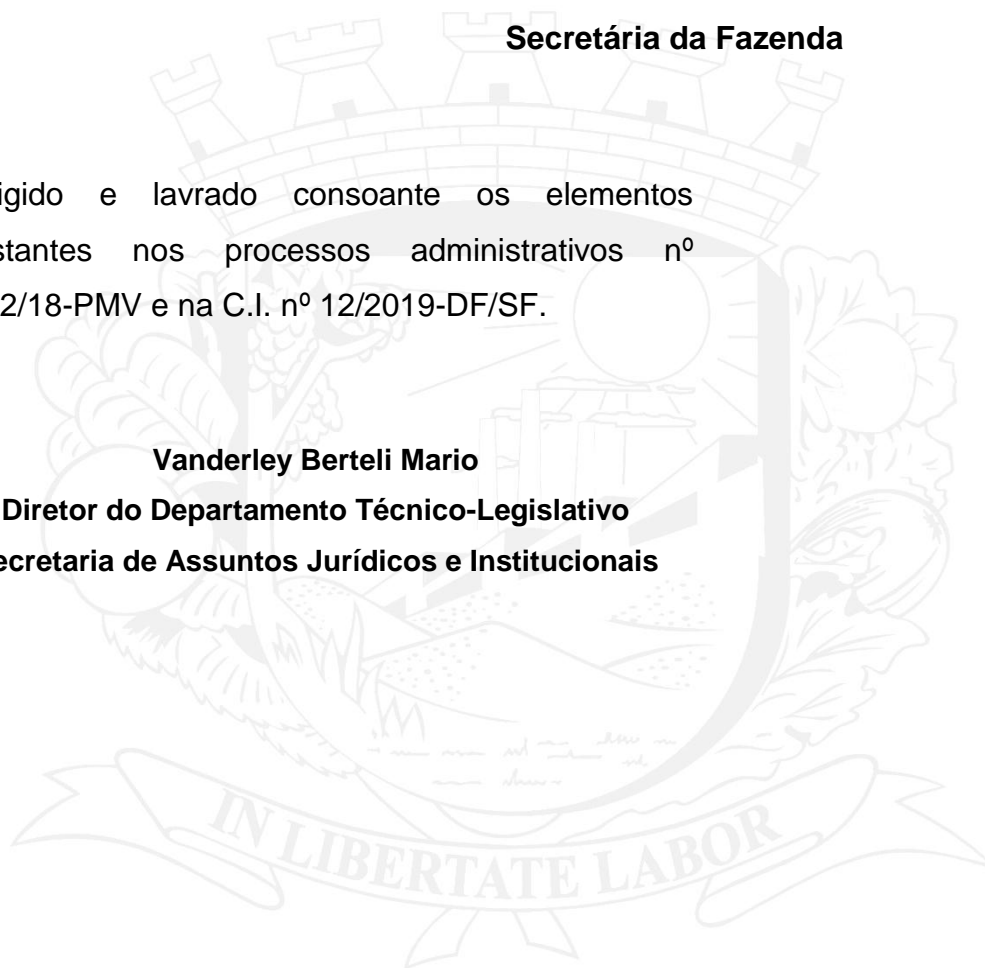 Secretária da Fazenda
igido e lavrado consoante os elementos
stantes nos processos administrativos nº
2/18-PMV e na C.I. nº 12/2019-DF/SF.
Vanderley Berteli Mario
Diretor do Departamento Técnico-Legislativo
ecretaria de Assuntos Jurídicos e Institucionais
IN LIBERTATE LABOR